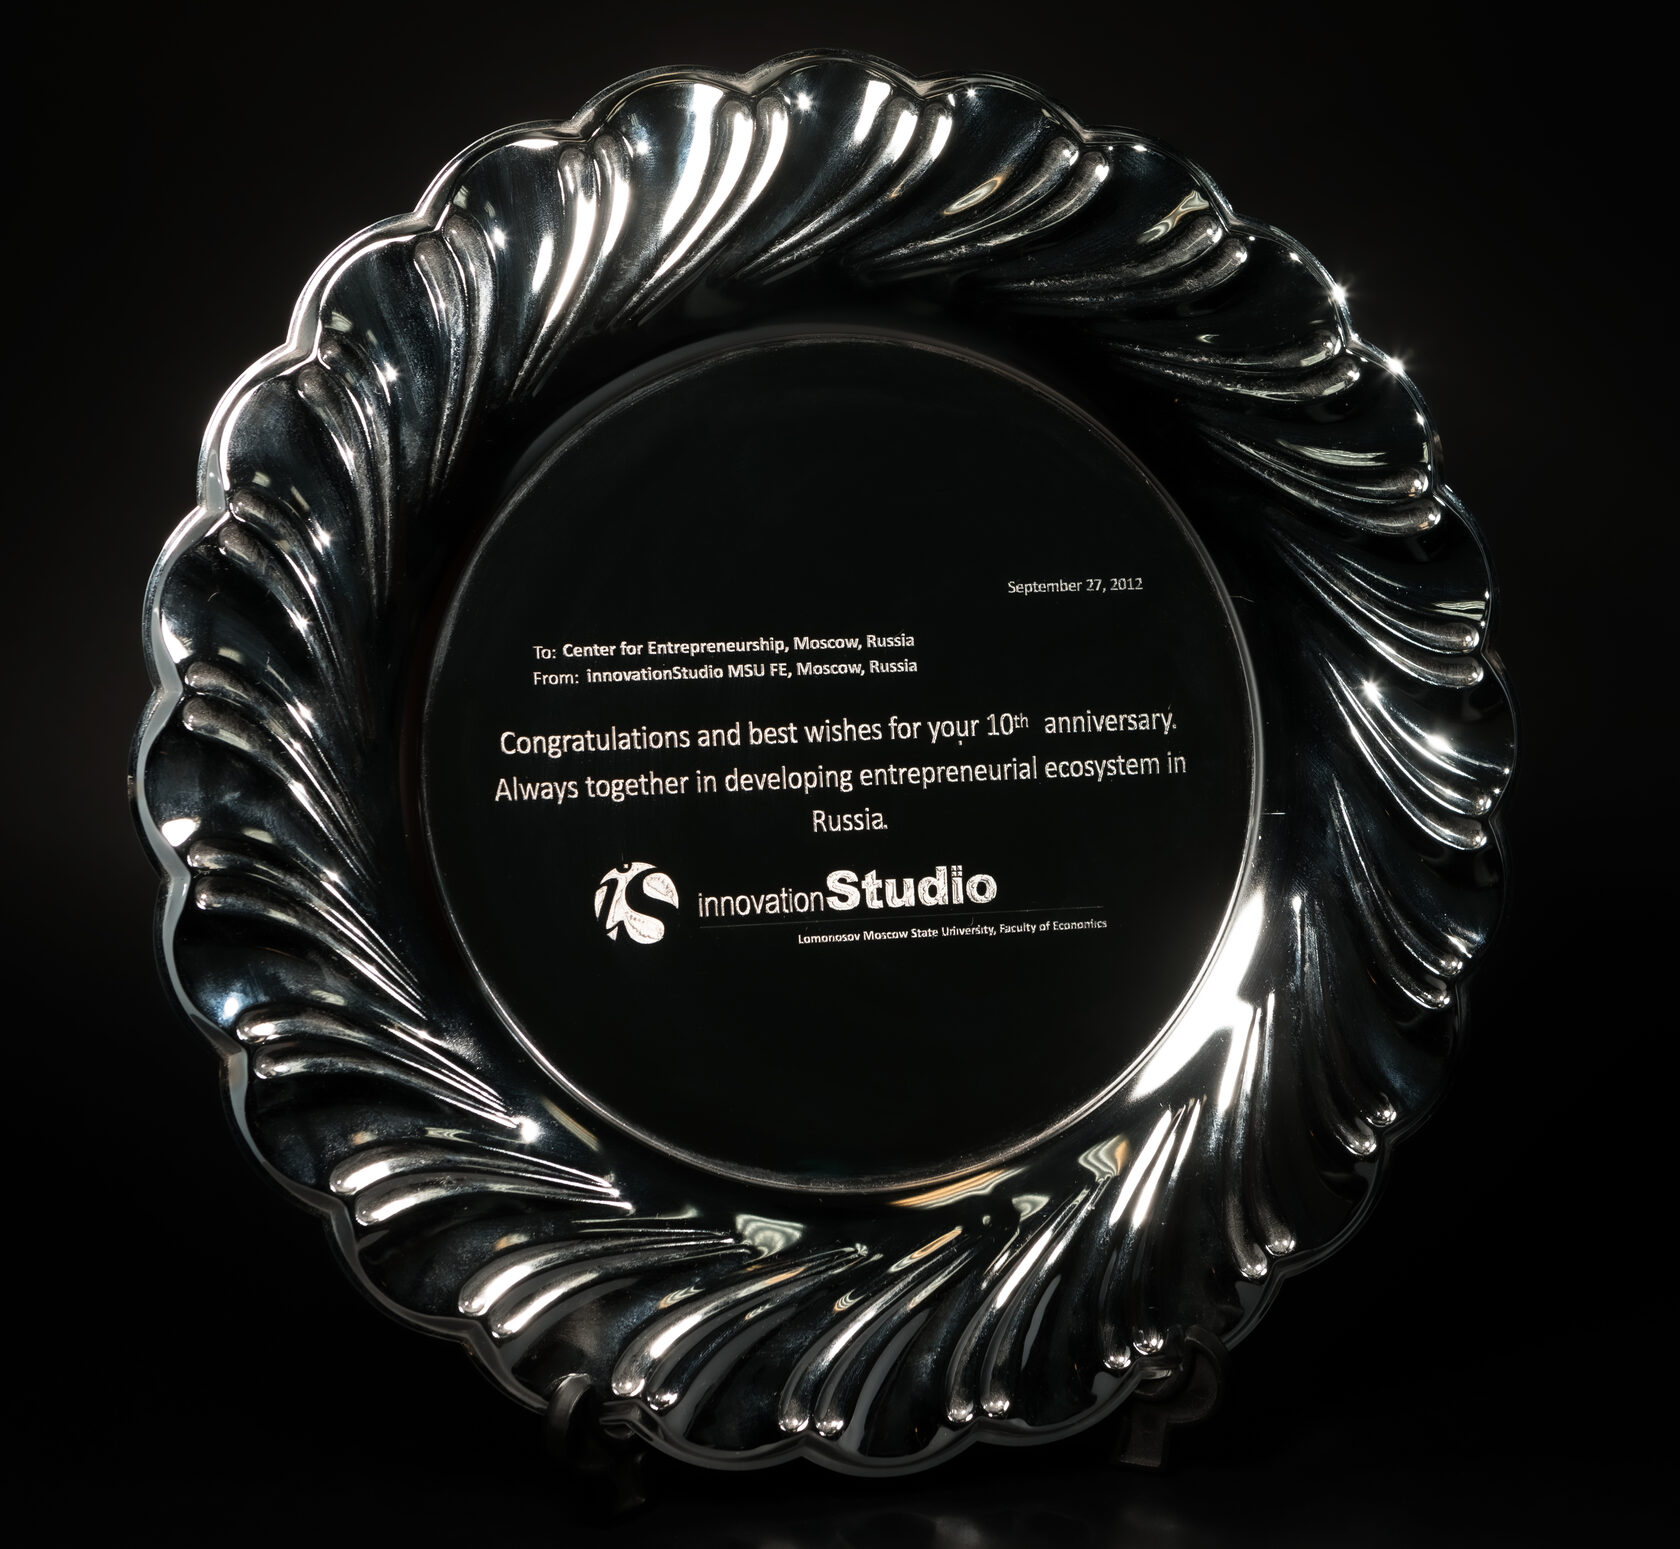 September 27, 2012
To: Center for Entrepreneurship, Moscow, Russia
From: innovationStudio MSU FE, Moscow, Russia
Congratulations and best wishes for your 10th anniversary.
Always together in developing entrepreneurial ecosystem in
Russia.
iS innovationStudio
Lomonosov Moscow State University, Faculty of Economics